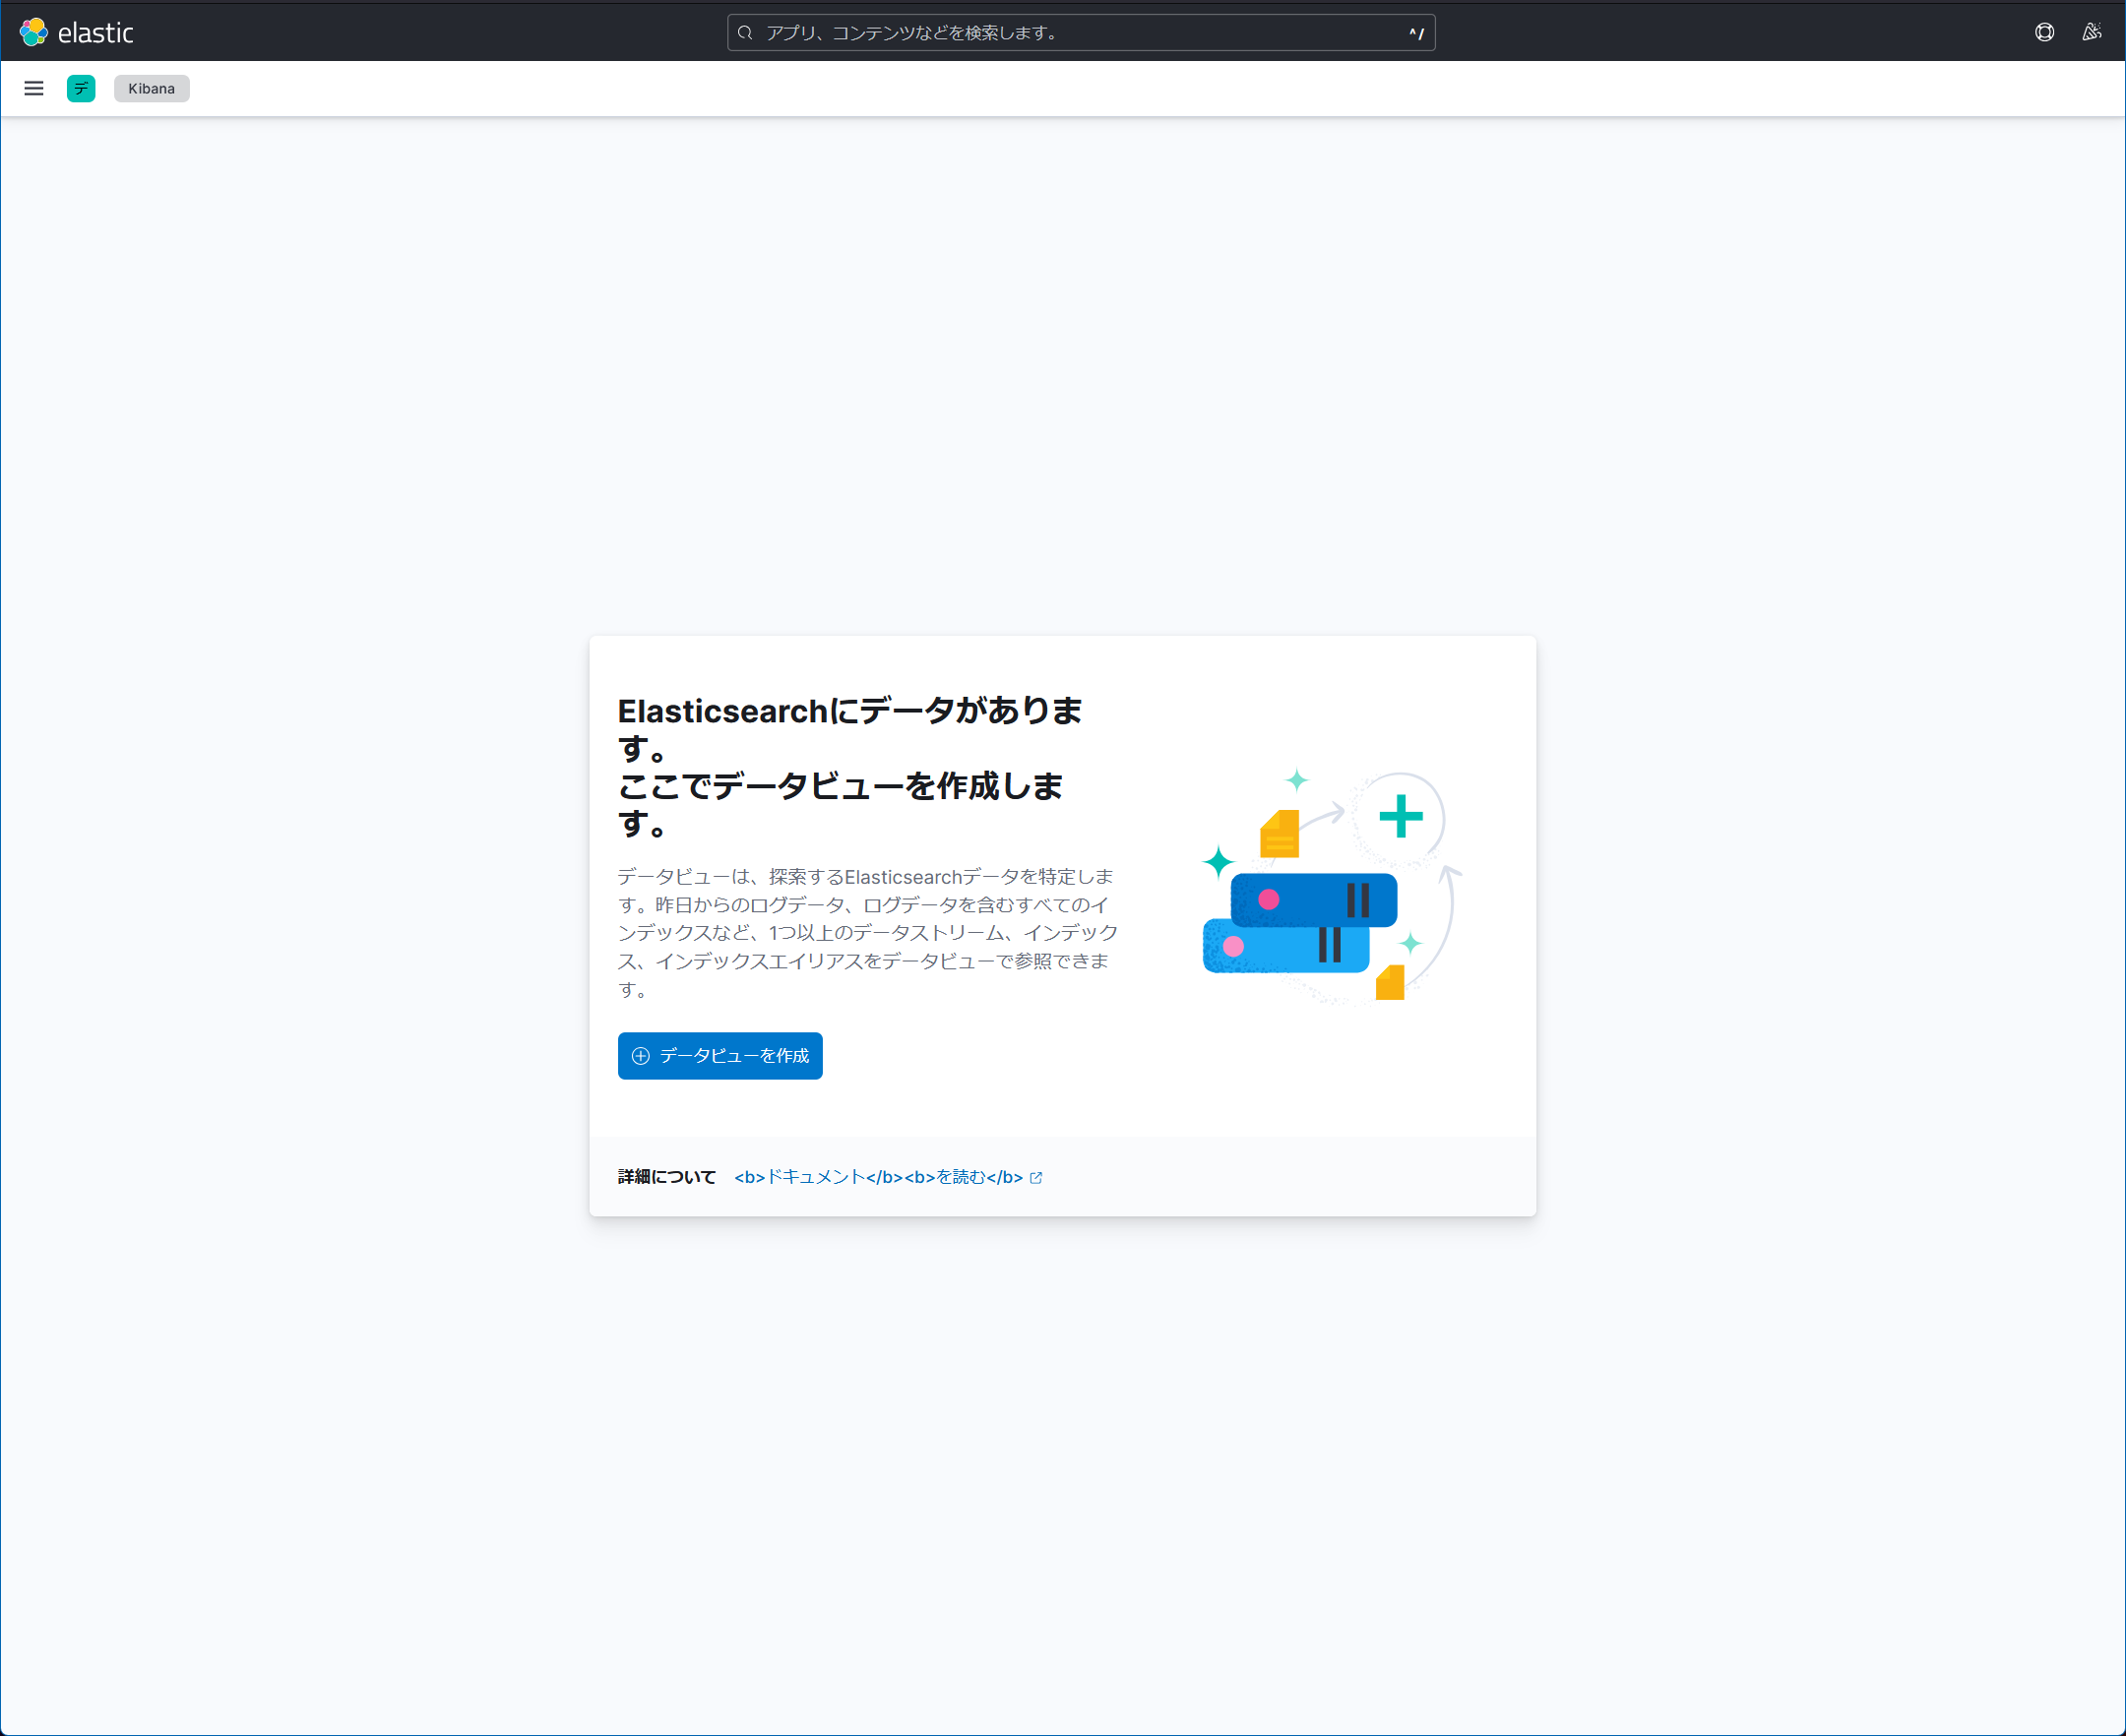 elastic
アプリ、コンテンツなどを検索します。
^/
デ
Kibana
Elasticsearchにデータがありま
す。
ここでデータビューを作成しま
す。
データビューは、探索するElasticsearchデータを特定しま
す。昨日からのログデータ、ログデータを含むすべてのイ
ンデックスなど、1つ以上のデータストリーム、インデック
ス、インデックスエイリアスをデータビューで参照できま
す。
データビューを作成
詳細について <b>ドキュメント</b><b>を読む</b>